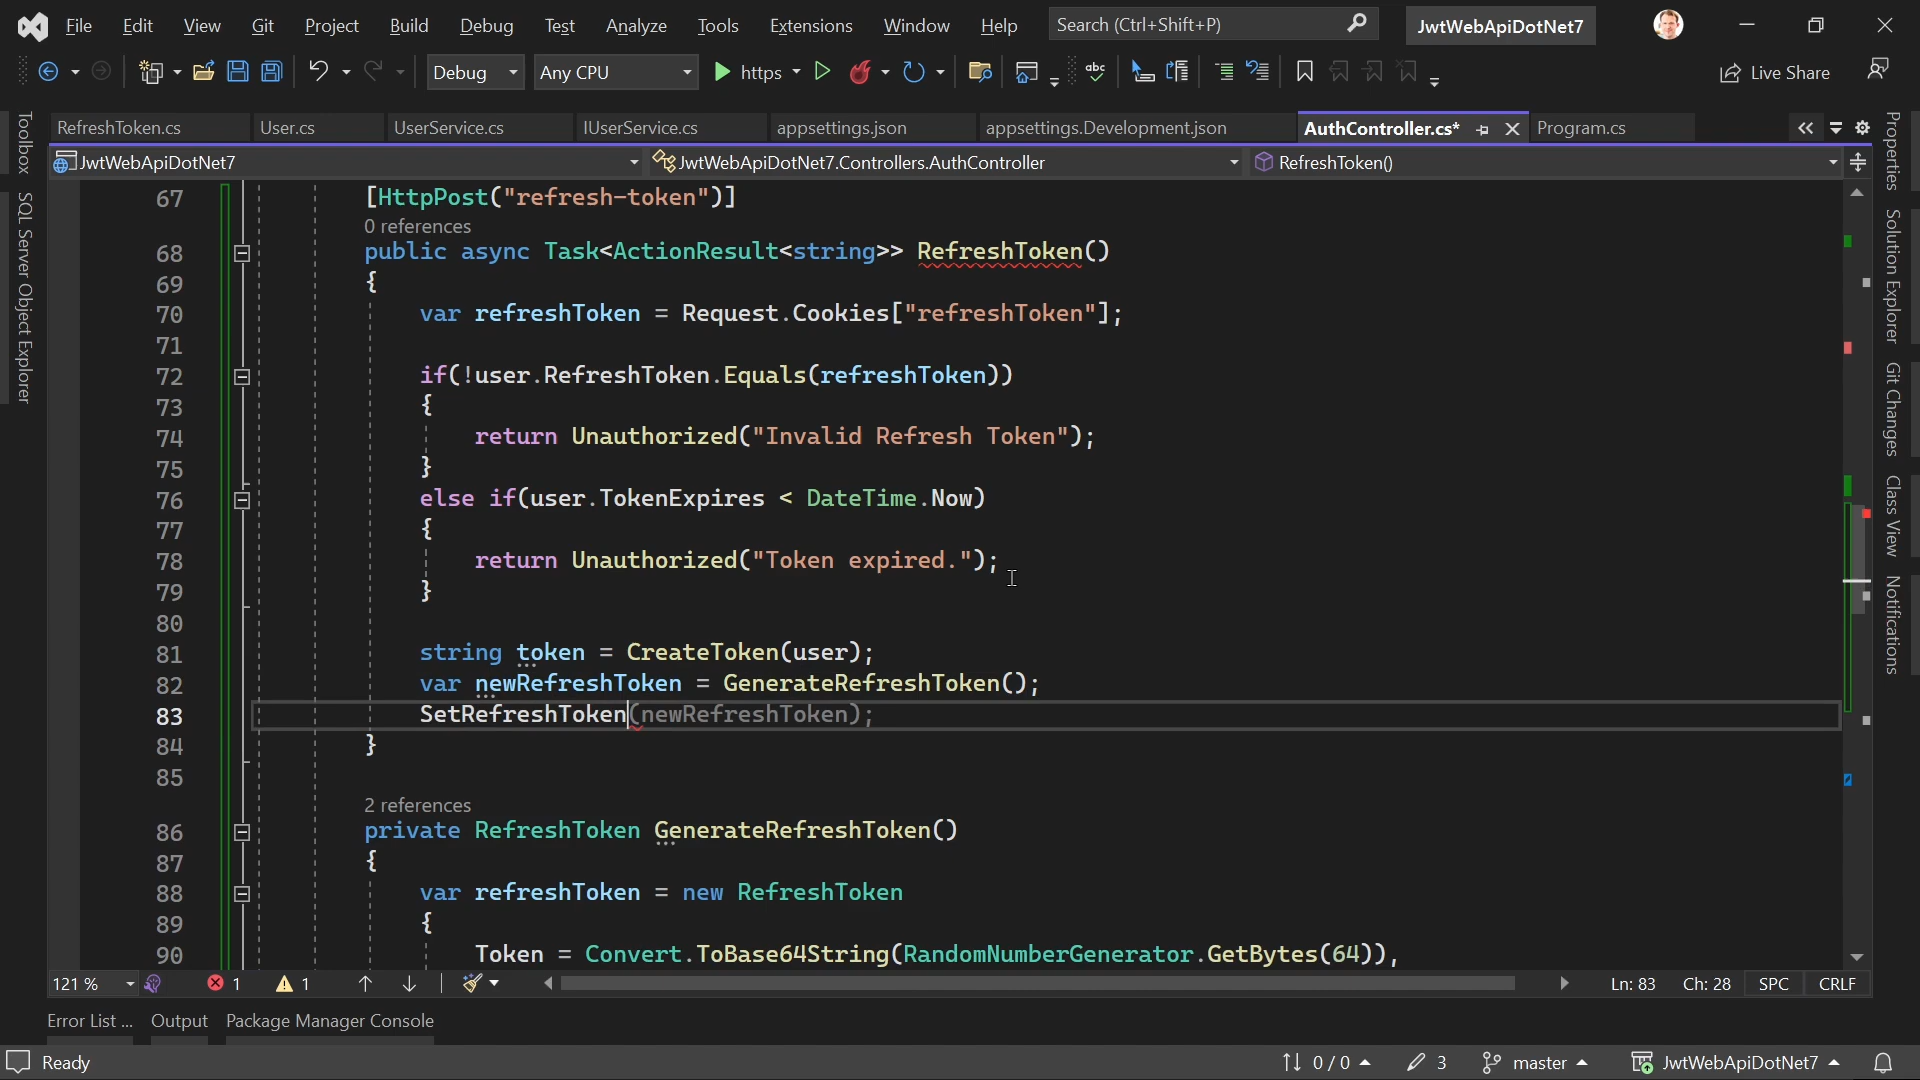 File Edit View Git Project Build Debug Test Analyze Tools Extensions Window Help Search (Ctrl+Shift+P) JwtWebApiDotNet7
Debug Any CPU https Live Share
RefreshToken.cs User.cs UserService.cs IUserService.cs appsettings.json appsettings.Development.json AuthController.cs* Program.cs
JwtWebApiDotNet7 JwtWebApiDotNet7.Controllers.AuthController RefreshToken()
Toolbox
SQL Server Object Explorer
67 [HttpPost("refresh-token")]
0 references
68 public async Task<ActionResult<string>> RefreshToken()
69 {
70 var refreshToken = Request.Cookies["refreshToken"];
71
72 if(!user.RefreshToken.Equals(refreshToken))
73 {
74 return Unauthorized("Invalid Refresh Token");
75 }
76 else if(user.TokenExpires < DateTime.Now)
77 {
78 return Unauthorized("Token expired.");
79 }
80
81 string token = CreateToken(user);
82 var newRefreshToken = GenerateRefreshToken();
83 SetRefreshToken(newRefreshToken);
84 }
85
2 references
86 private RefreshToken GenerateRefreshToken()
87 {
88 var refreshToken = new RefreshToken
89 {
90 Token = Convert.ToBase64String(RandomNumberGenerator.GetBytes(64)),
Properties
Solution Explorer
Git Changes
Class View
Notifications
121 % 1 1 Ln: 83 Ch: 28 SPC CRLF
Error List ... Output Package Manager Console
Ready 0 / 0 3 master JwtWebApiDotNet7